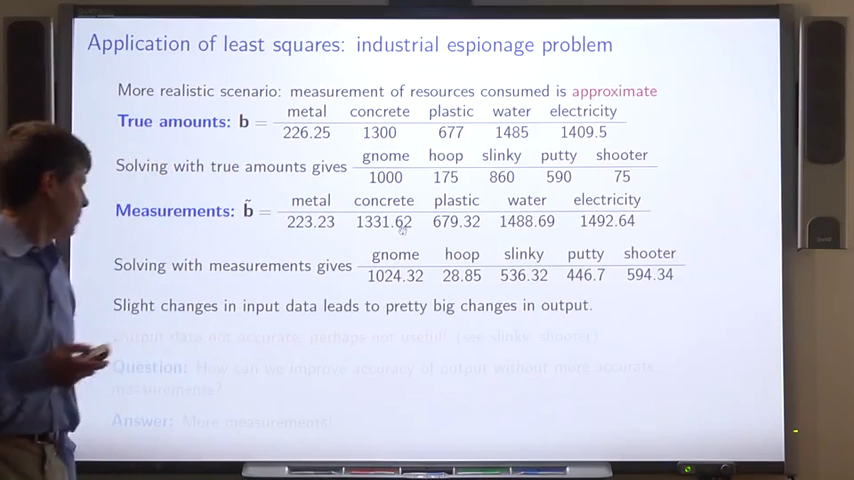 Application of least squares: industrial espionage problem
More realistic scenario: measurement of resources consumed is approximate
metal concrete plastic water electricity
True amounts: b =
226.25 1300 677 1485 1409.5
gnome hoop slinky putty shooter
Solving with true amounts gives
1000 175 860 590 75
metal concrete plastic water electricity
Measurements: b̃ =
223.23 1331.62 679.32 1488.69 1492.64
gnome hoop slinky putty shooter
Solving with measurements gives
1024.32 28.85 536.32 446.7 594.34
Slight changes in input data leads to pretty big changes in output.
Output data not accurate, perhaps not useful! (see slinky, shooter)
Question: How can we improve accuracy of output without more accurate
measurements?
Answer: More measurements!